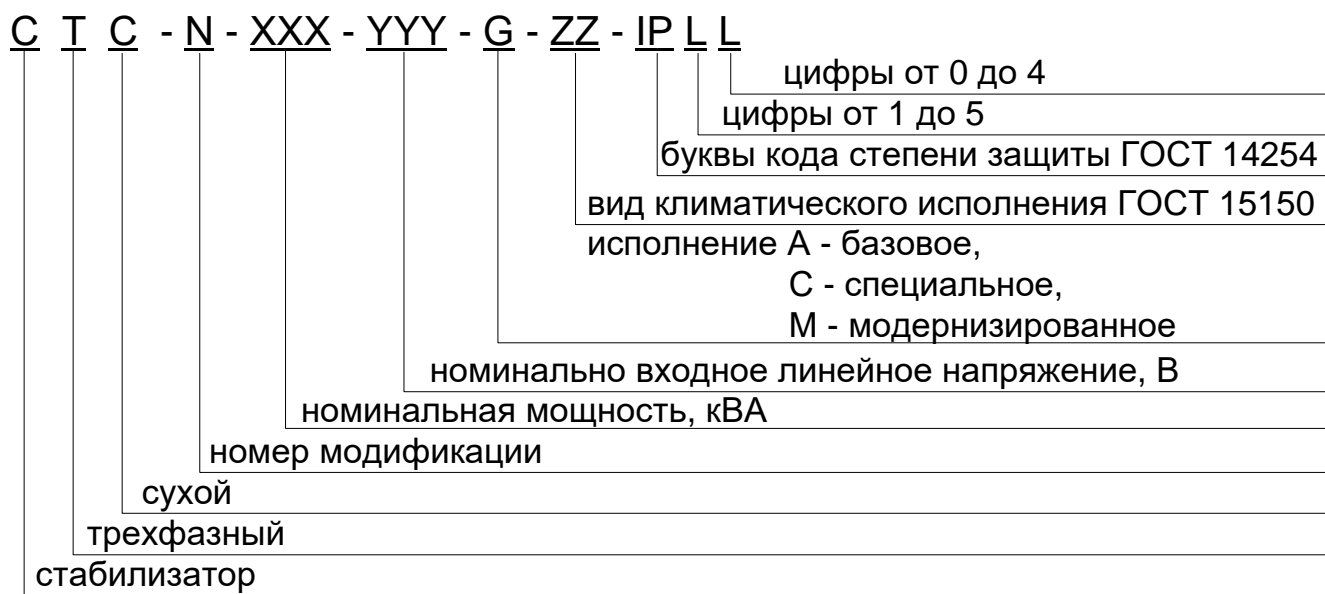 С Т С - N - XXX - YYY - G - ZZ - IP L L
цифры от 0 до 4
цифры от 1 до 5
буквы кода степени защиты ГОСТ 14254
вид климатического исполнения ГОСТ 15150
исполнение А - базовое,
С - специальное,
М - модернизированное
номинально входное линейное напряжение, В
номинальная мощность, кВА
номер модификации
сухой
трехфазный
стабилизатор